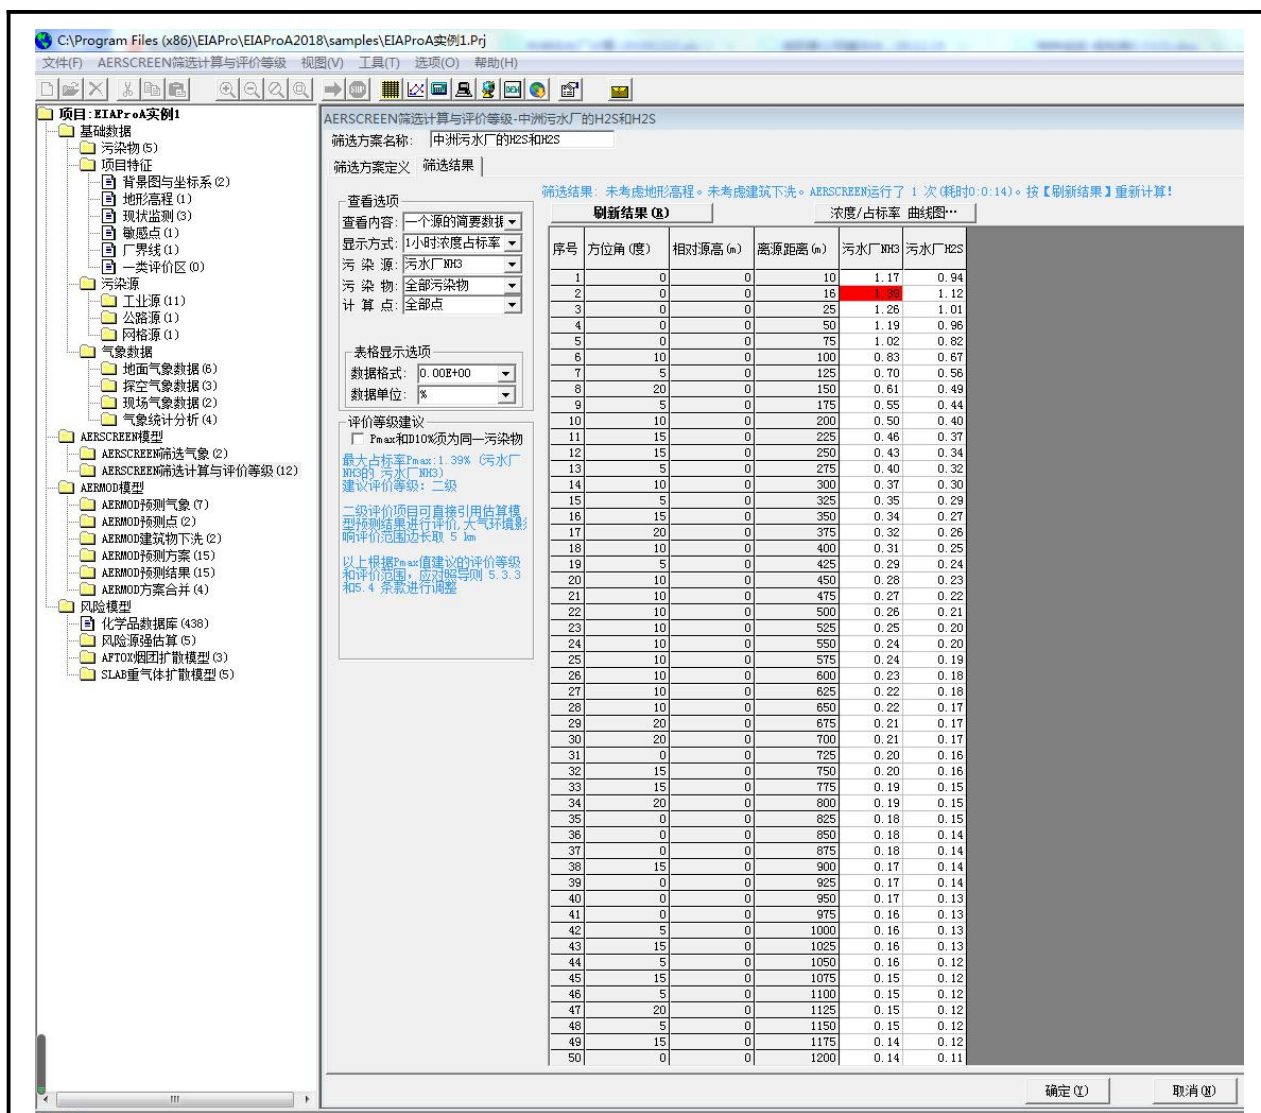 C:\Program Files (x86)\EIAPro\EIAProA2018\samples\EIAProA实例1.Prj
文件(F) AERSCREEN筛选计算与评价等级 视图(V) 工具(T) 选项(O) 帮助(H)
项目:EIAProA实例1
基础数据
污染物(5)
项目特征
背景图与坐标系(2)
地形高程(1)
现状监测(3)
敏感点(1)
厂界线(1)
一类评价区(0)
污染源
工业源(11)
公路源(1)
网格源(1)
气象数据
地面气象数据(6)
探空气象数据(3)
现场气象数据(2)
气象统计分析(4)
AERSCREEN模型
AERSCREEN筛选气象(2)
AERSCREEN筛选计算与评价等级(12)
AERMOD模型
AERMOD预测气象(7)
AERMOD预测点(2)
AERMOD建筑物下洗(2)
AERMOD预测方案(15)
AERMOD预测结果(15)
AERMOD方案合并(4)
风险模型
化学品数据库(438)
风险源强估算(5)
AFTOX烟团扩散模型(3)
SLAB重气体扩散模型(5)
AERSCREEN筛选计算与评价等级-中洲污水厂的H2S和H2S
筛选方案名称: 中洲污水厂的H2S和H2S
筛选方案定义 筛选结果
查看选项
查看内容: 一个源的简要数据
显示方式: 1小时浓度占标率
污 染 源: 污水厂NH3
污 染 物: 全部污染物
计 算 点: 全部点
表格显示选项
数据格式: 0.00E+00
数据单位: %
评价等级建议
Pmax和D10%须为同一污染物
最大占标率Pmax:1.39% (污水厂
NH3的 污水厂NH3)
建议评价等级: 二级
二级评价项目可直接引用估算模
型预测结果进行评价,大气环境影
响评价范围边长取 5 km
以上根据Pmax值建议的评价等级
和评价范围，应对照导则 5.3.3
和5.4 条款进行调整
筛选结果: 未考虑地形高程。未考虑建筑下洗。AERSCREEN运行了 1 次(耗时0:0:14)。按【刷新结果】重新计算!
刷新结果(R) 浓度/占标率 曲线图…
序号 方位角(度) 相对源高(m) 离源距离(m) 污水厂NH3 污水厂H2S
1 0 0 10 1.17 0.94
2 0 0 16 1.39 1.12
3 0 0 25 1.26 1.01
4 0 0 50 1.19 0.96
5 0 0 75 1.02 0.82
6 10 0 100 0.83 0.67
7 5 0 125 0.70 0.56
8 20 0 150 0.61 0.49
9 5 0 175 0.55 0.44
10 10 0 200 0.50 0.40
11 15 0 225 0.46 0.37
12 15 0 250 0.43 0.34
13 5 0 275 0.40 0.32
14 10 0 300 0.37 0.30
15 5 0 325 0.35 0.29
16 15 0 350 0.34 0.27
17 20 0 375 0.32 0.26
18 10 0 400 0.31 0.25
19 5 0 425 0.29 0.24
20 10 0 450 0.28 0.23
21 10 0 475 0.27 0.22
22 10 0 500 0.26 0.21
23 10 0 525 0.25 0.20
24 10 0 550 0.24 0.20
25 10 0 575 0.24 0.19
26 10 0 600 0.23 0.18
27 10 0 625 0.22 0.18
28 10 0 650 0.22 0.17
29 20 0 675 0.21 0.17
30 20 0 700 0.21 0.17
31 0 0 725 0.20 0.16
32 15 0 750 0.20 0.16
33 15 0 775 0.19 0.15
34 20 0 800 0.19 0.15
35 0 0 825 0.18 0.15
36 0 0 850 0.18 0.14
37 0 0 875 0.18 0.14
38 15 0 900 0.17 0.14
39 0 0 925 0.17 0.14
40 0 0 950 0.17 0.13
41 0 0 975 0.16 0.13
42 5 0 1000 0.16 0.13
43 15 0 1025 0.16 0.13
44 5 0 1050 0.16 0.12
45 15 0 1075 0.15 0.12
46 5 0 1100 0.15 0.12
47 20 0 1125 0.15 0.12
48 5 0 1150 0.15 0.12
49 15 0 1175 0.14 0.12
50 0 0 1200 0.14 0.11
确定(Y) 取消(N)